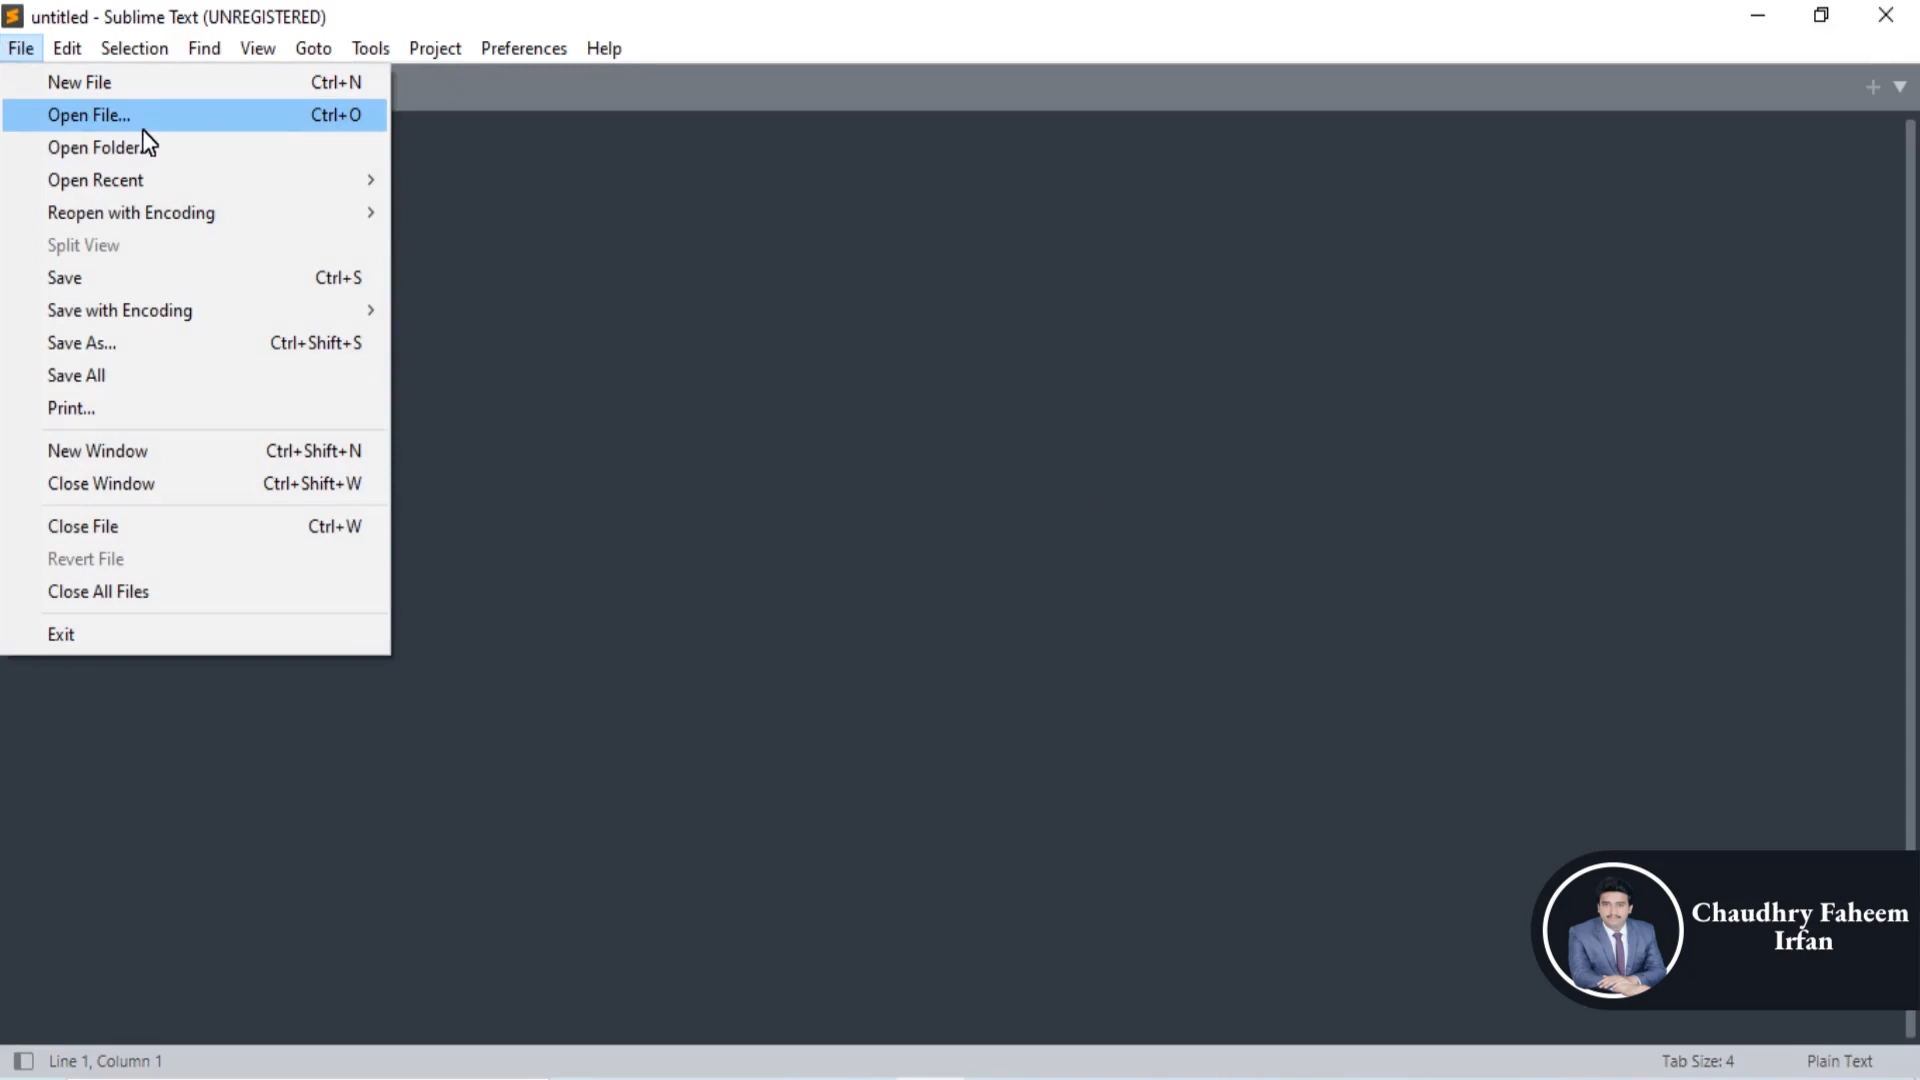 untitled - Sublime Text (UNREGISTERED)
File Edit Selection Find View Goto Tools Project Preferences Help
New File Ctrl+N
Open File... Ctrl+O
Open Folder...
Open Recent
Reopen with Encoding
Split View
Save Ctrl+S
Save with Encoding
Save As... Ctrl+Shift+S
Save All
Print...
New Window Ctrl+Shift+N
Close Window Ctrl+Shift+W
Close File Ctrl+W
Revert File
Close All Files
Exit
Chaudhry Faheem
Irfan
Line 1, Column 1 Tab Size: 4 Plain Text